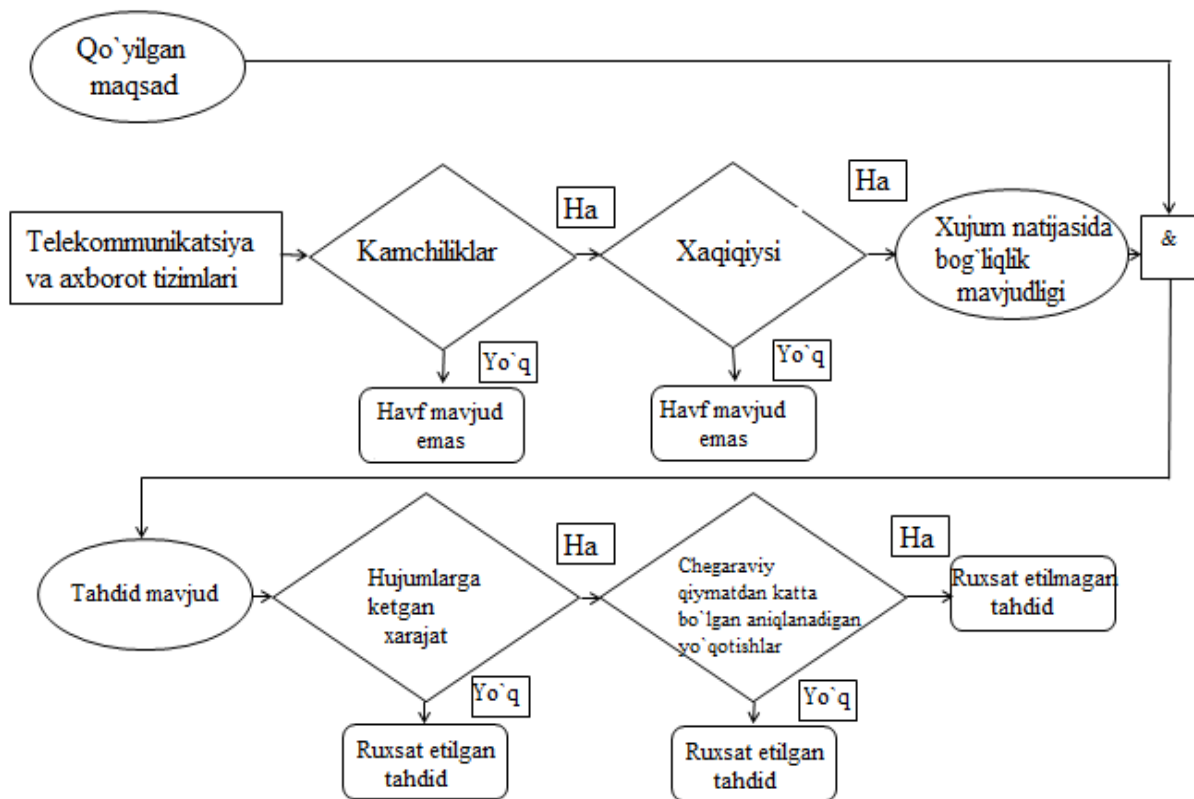 Qo`yilgan
maqsad
Telekommunikatsiya
va axborot tizimlari
Kamchiliklar
Ha
Xaqiqiysi
Ha
Xujum natijasida
bog`liqlik
mavjudligi
&
Yo`q
Havf mavjud
emas
Yo`q
Havf mavjud
emas
Tahdid mavjud
Hujumlarga
ketgan
xarajat
Ha
Chegaraviy
qiymatdan katta
bo`lgan aniqlanadigan
yo`qotishlar
Ha
Ruxsat etilmagan
tahdid
Yo`q
Ruxsat etilgan
tahdid
Yo`q
Ruxsat etilgan
tahdid